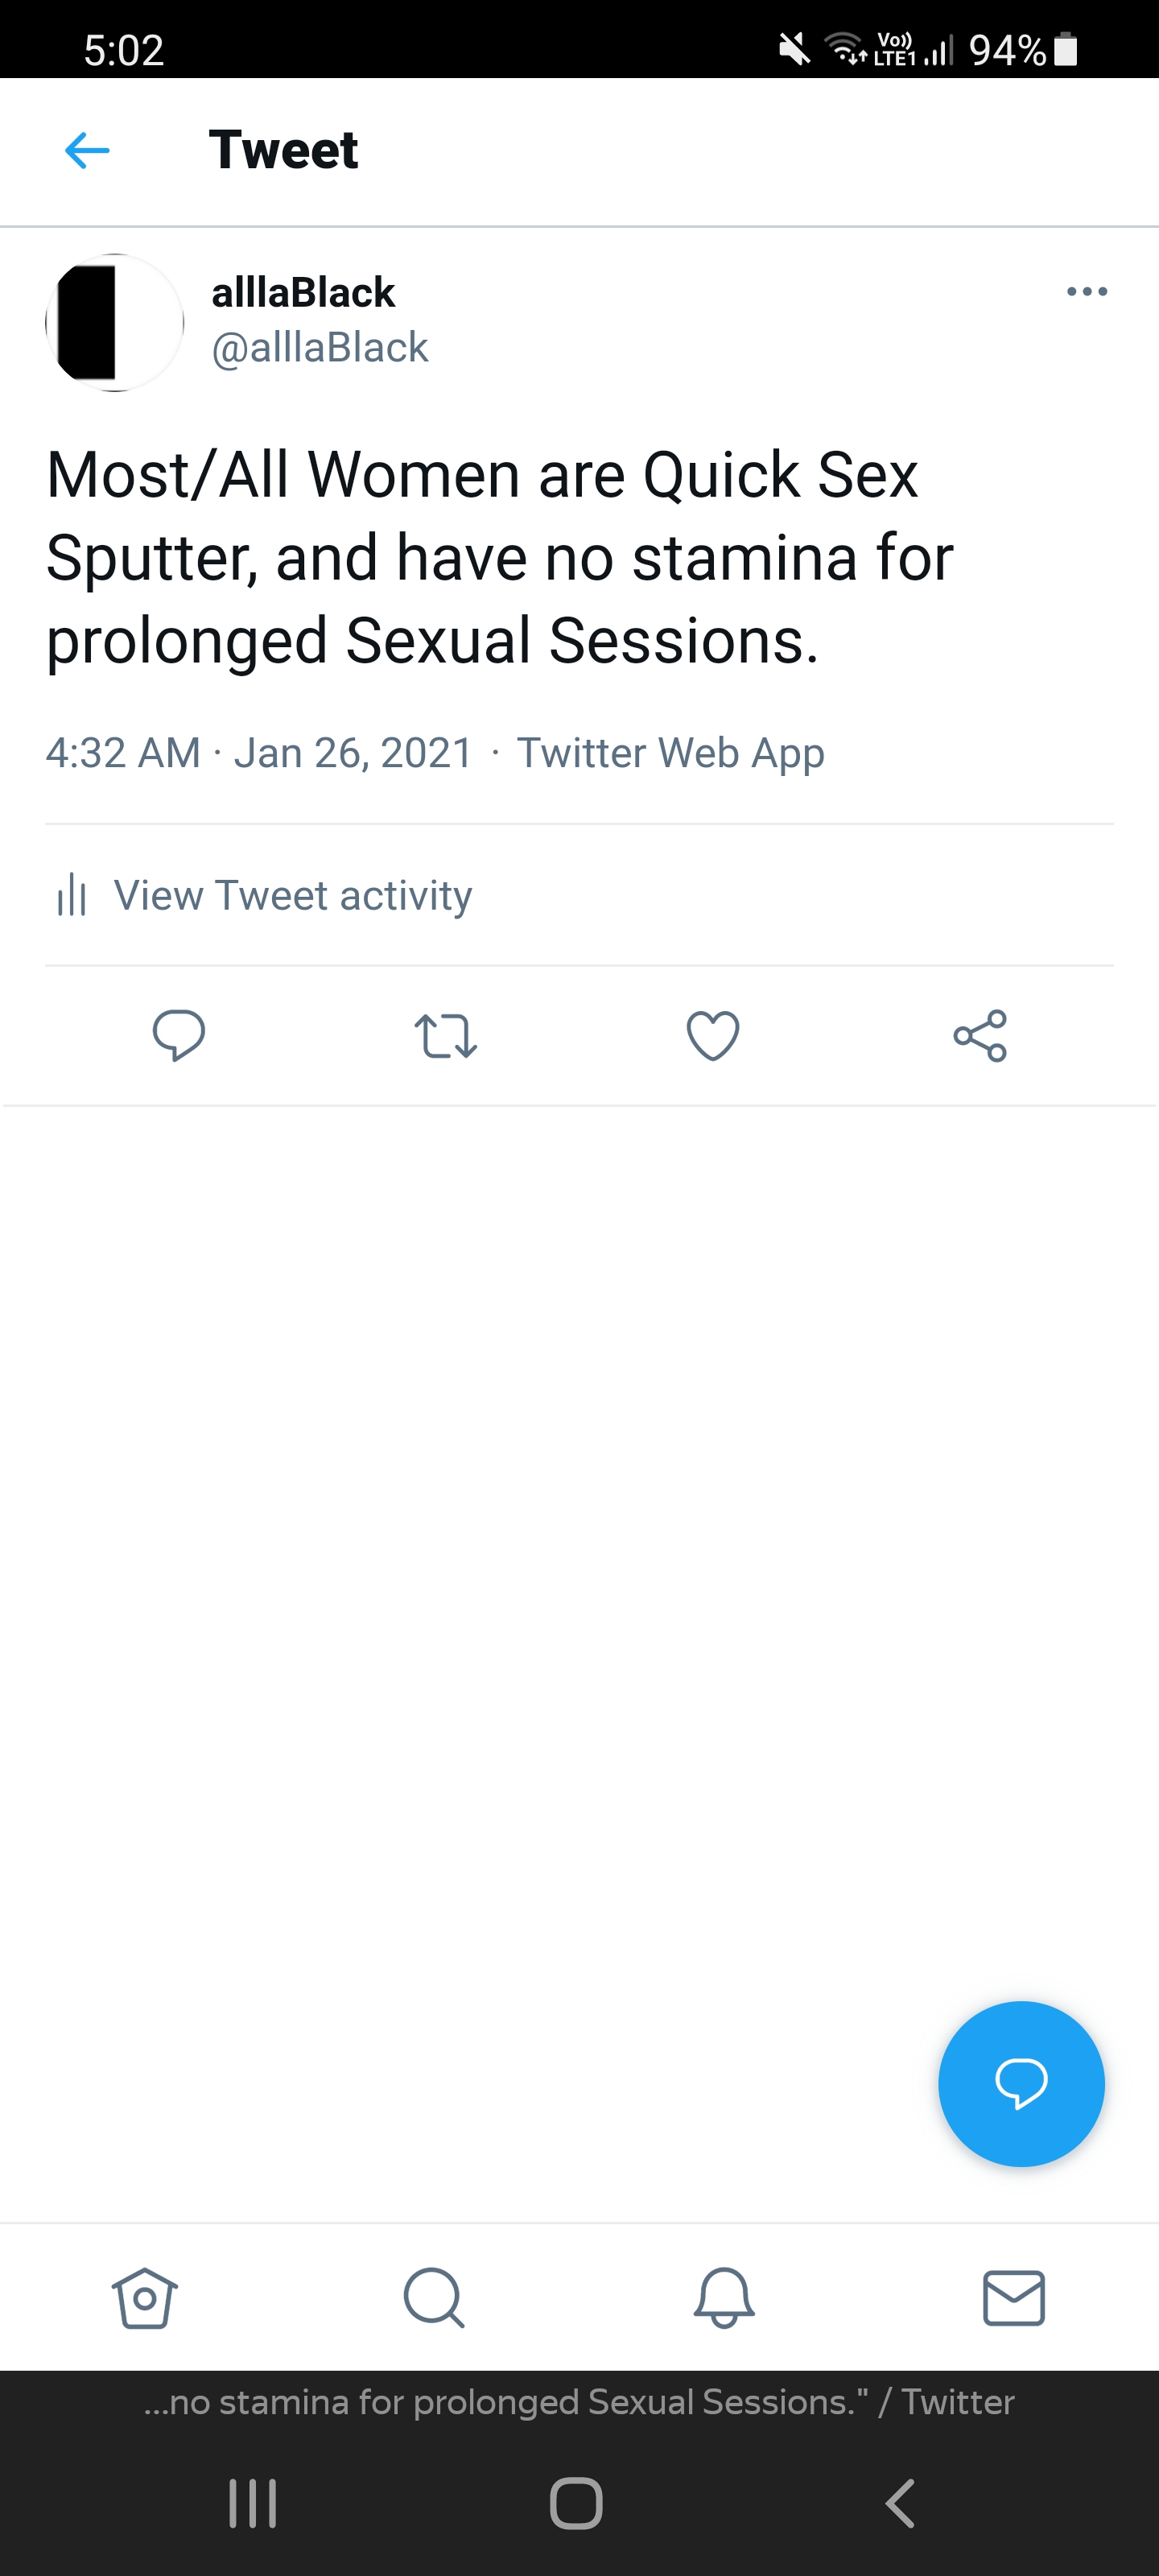 5:02
Vo)) LTE1 94%
Tweet
alllaBlack
@alllaBlack
Most/All Women are Quick Sex
Sputter, and have no stamina for
prolonged Sexual Sessions.
4:32 AM · Jan 26, 2021 · Twitter Web App
View Tweet activity
...no stamina for prolonged Sexual Sessions." / Twitter